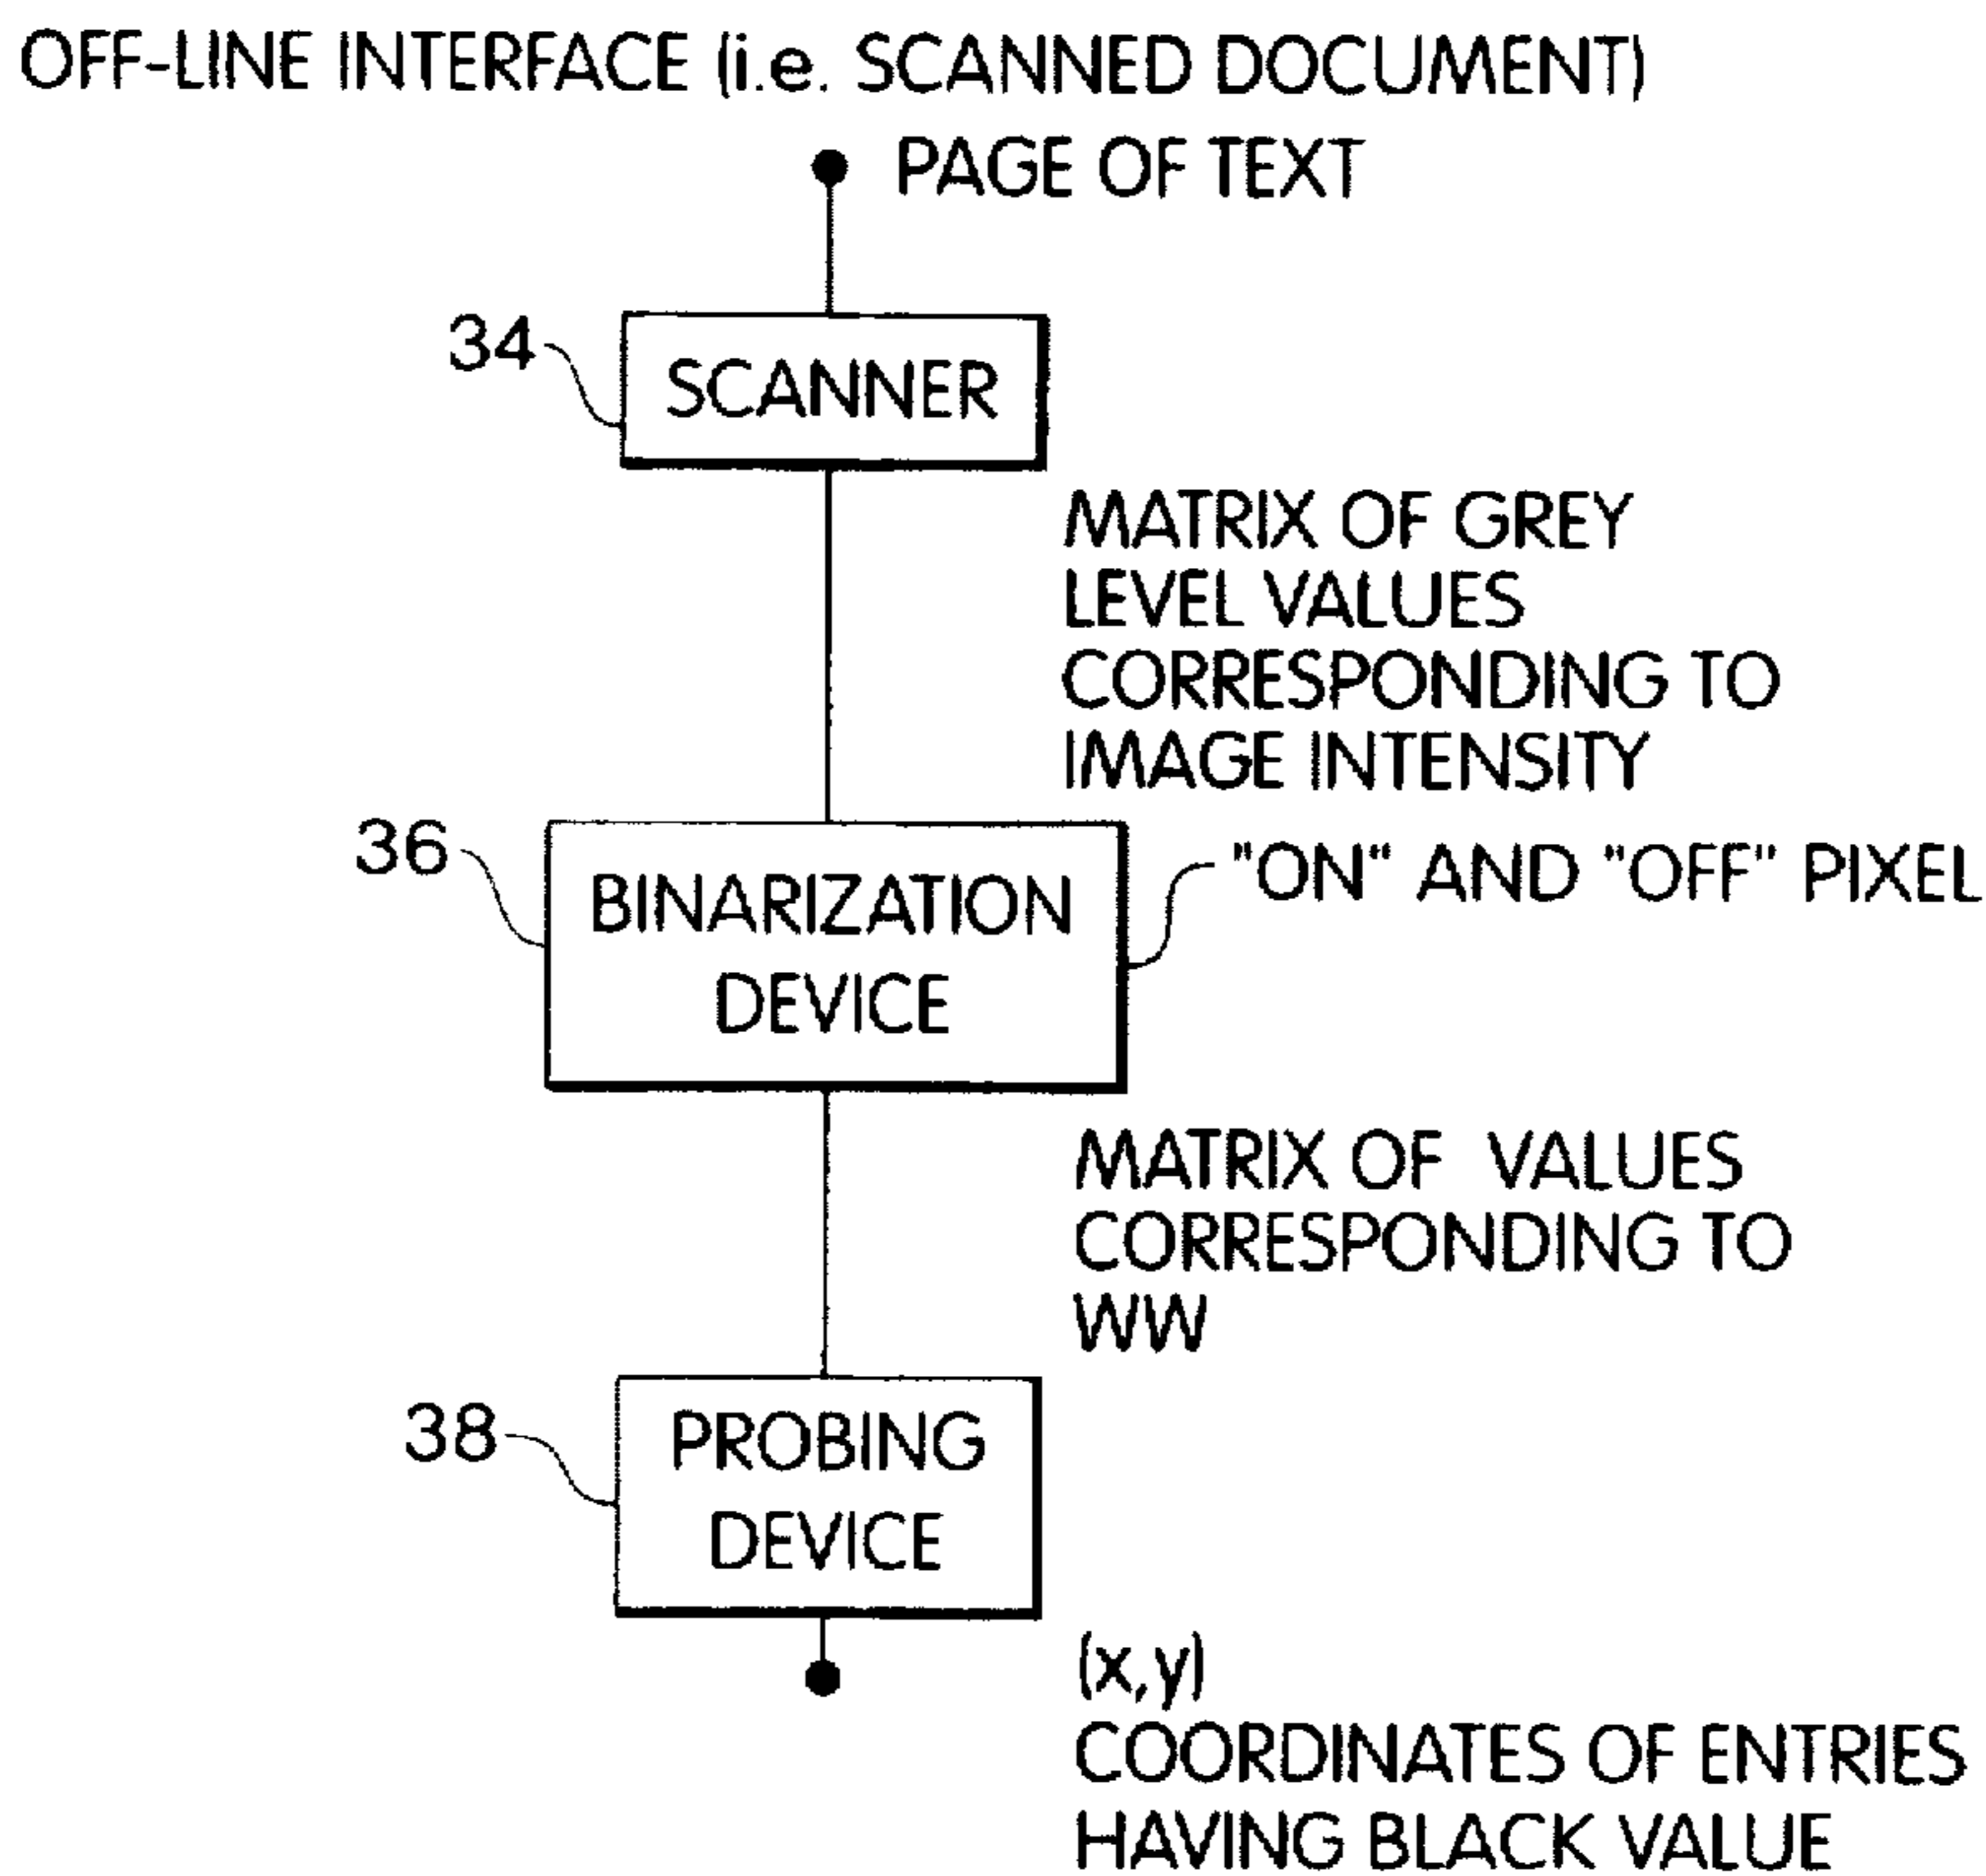 OFF-LINE INTERFACE (i.e. SCANNED DOCUMENT)
PAGE OF TEXT
34
SCANNER
MATRIX OF GREY
LEVEL VALUES
CORRESPONDING TO
IMAGE INTENSITY
36
BINARIZATION
DEVICE
"ON" AND "OFF" PIXEL
MATRIX OF VALUES
CORRESPONDING TO
WW
38
PROBING
DEVICE
(x,y)
COORDINATES OF ENTRIES
HAVING BLACK VALUE